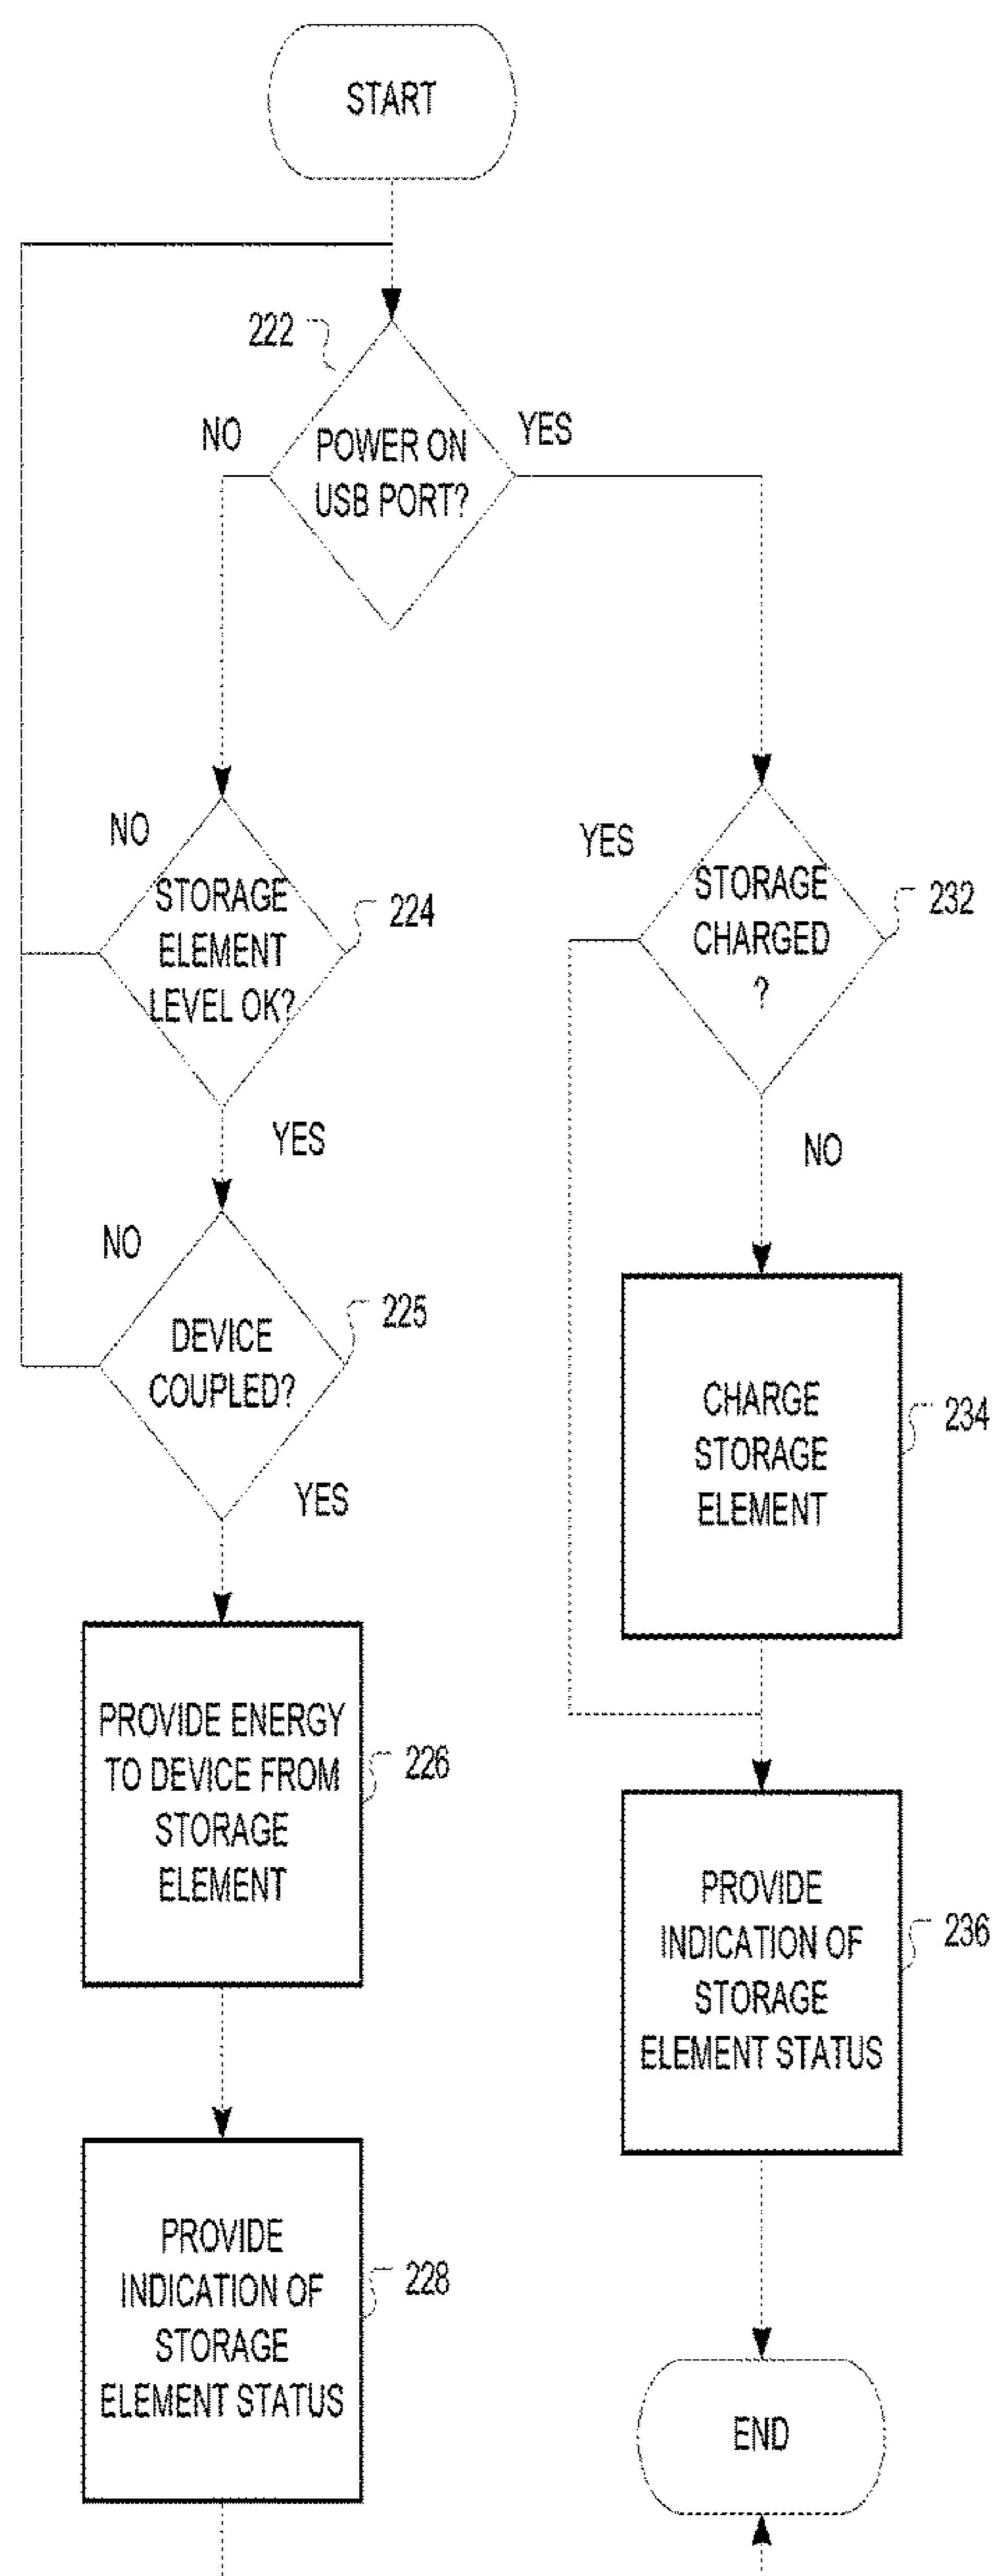 START
222
NO
YES
POWER ON
USB PORT?
NO
STORAGE
ELEMENT
LEVEL OK?
224
YES
YES
STORAGE
CHARGED
?
232
NO
NO
DEVICE
COUPLED?
225
YES
CHARGE
STORAGE
ELEMENT
234
PROVIDE ENERGY
TO DEVICE FROM
STORAGE
ELEMENT
226
PROVIDE
INDICATION OF
STORAGE
ELEMENT STATUS
236
PROVIDE
INDICATION OF
STORAGE
ELEMENT STATUS
228
END